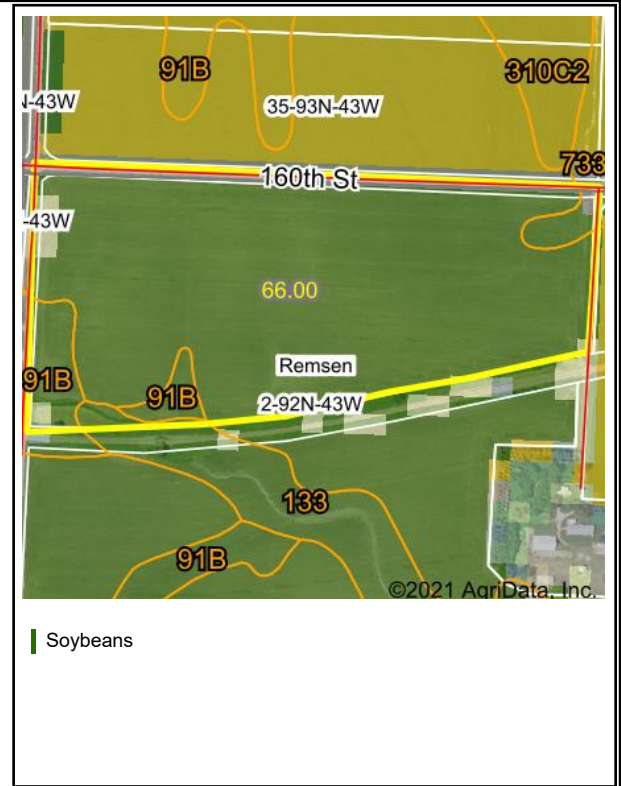 91B
310C2
N-43W
35-93N-43W
733
160th St
-43W
66.00
Remsen
91B
91B
2-92N-43W
133
91B
©2021 AgriData, Inc.
Soybeans